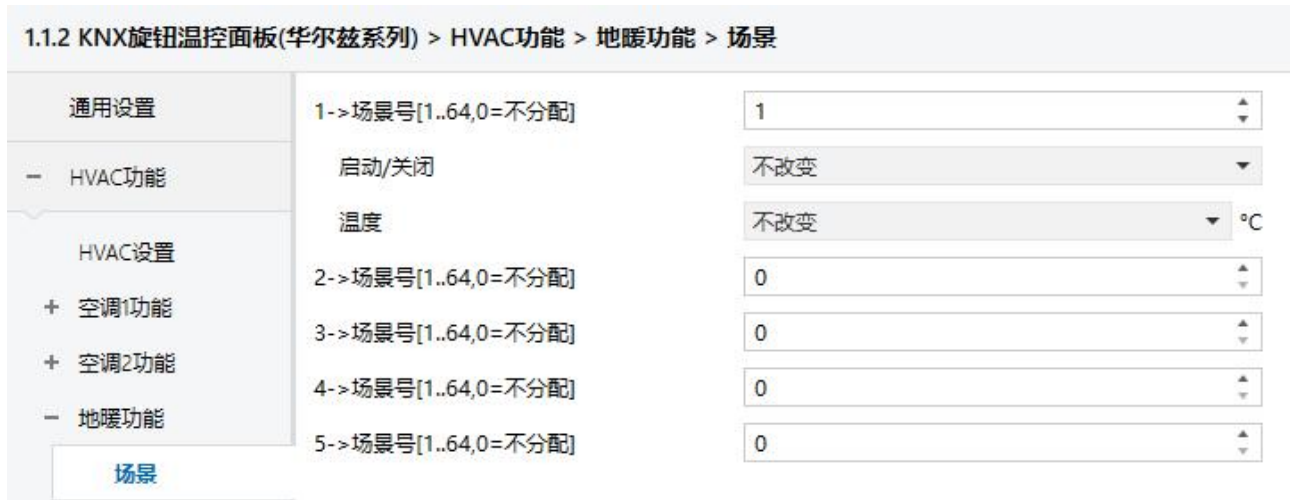 1.1.2 KNX旋钮温控面板(华尔兹系列) > HVAC功能 > 地暖功能 > 场景
通用设置
1->场景号[1..64,0=不分配] 1
启动/关闭 不改变
HVAC功能
温度 不改变 °C
HVAC设置
2->场景号[1..64,0=不分配] 0
空调1功能
3->场景号[1..64,0=不分配] 0
空调2功能
4->场景号[1..64,0=不分配] 0
地暖功能
5->场景号[1..64,0=不分配] 0
场景